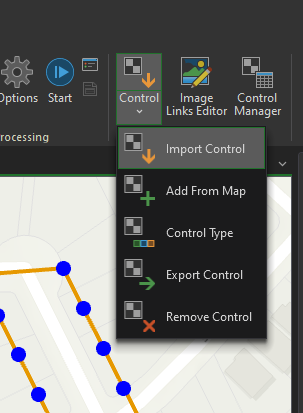 Options
Start
Control
Image
Links Editor
Control
Manager
rocessing
Import Control
Add From Map
Control Type
Export Control
Remove Control